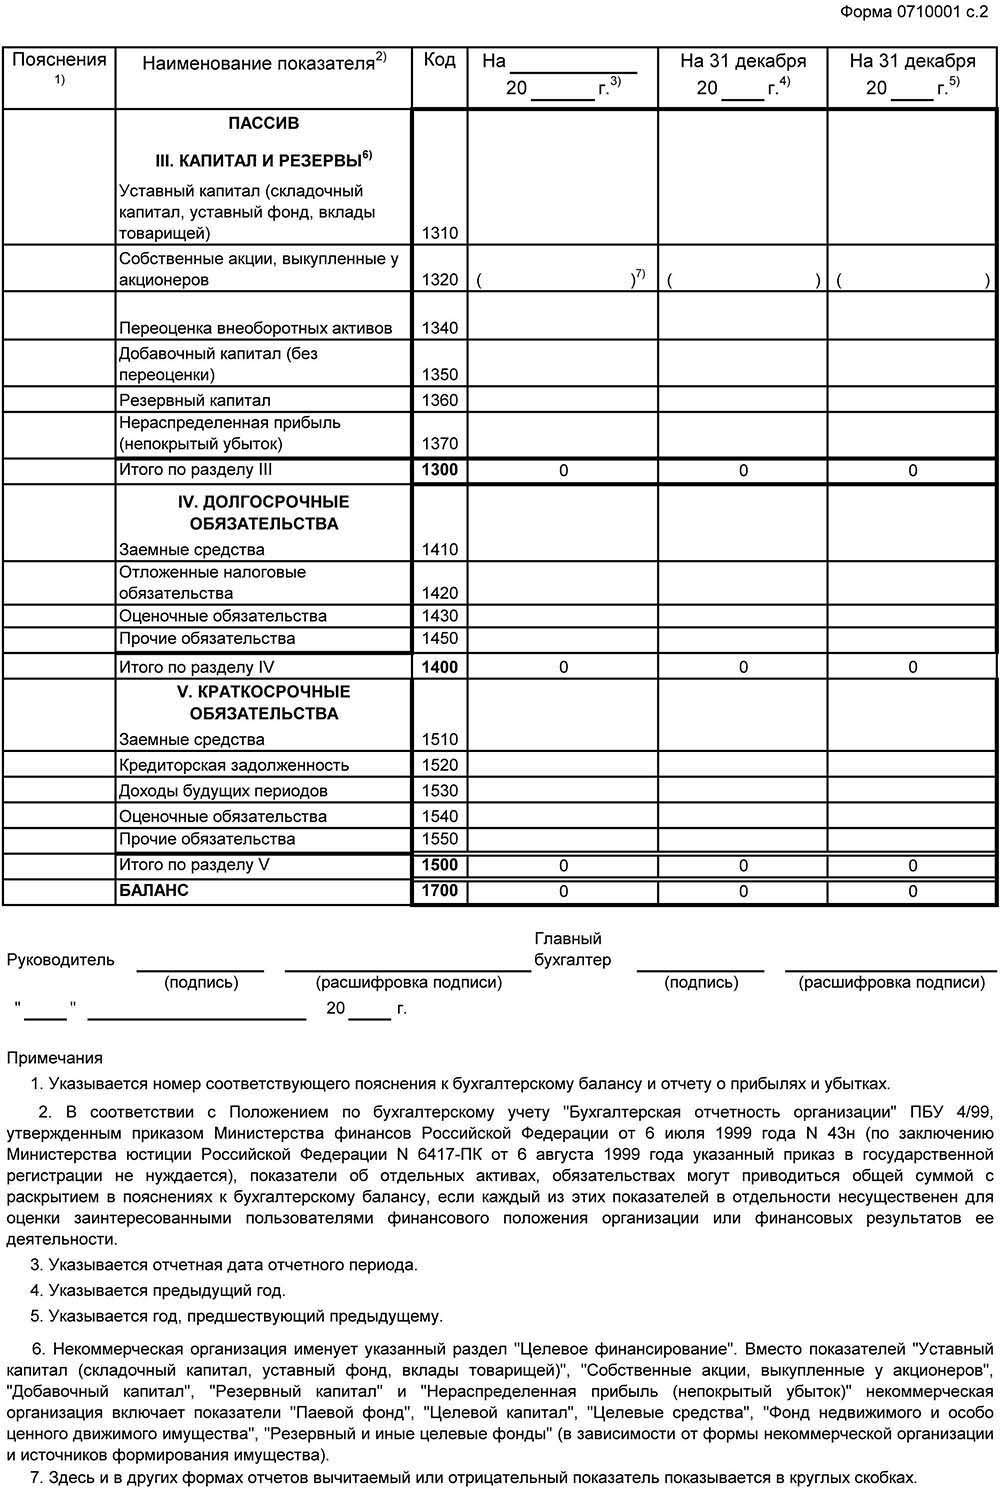 Форма 0710001 с.2
Пояснения 1) Наименование показателя2) Код На ________ 20 ____ г.3) На 31 декабря 20 ____ г.4) На 31 декабря 20 ____ г.5)
ПАССИВ
III. КАПИТАЛ И РЕЗЕРВЫ6)
Уставный капитал (складочный
капитал, уставный фонд, вклады
товарищей) 1310
Собственные акции, выкупленные у
акционеров 1320 ( )7) ( ) ( )
Переоценка внеоборотных активов 1340
Добавочный капитал (без
переоценки) 1350
Резервный капитал 1360
Нераспределенная прибыль
(непокрытый убыток) 1370
Итого по разделу III 1300 0 0 0
IV. ДОЛГОСРОЧНЫЕ
ОБЯЗАТЕЛЬСТВА
Заемные средства 1410
Отложенные налоговые
обязательства 1420
Оценочные обязательства 1430
Прочие обязательства 1450
Итого по разделу IV 1400 0 0 0
V. КРАТКОСРОЧНЫЕ
ОБЯЗАТЕЛЬСТВА
Заемные средства 1510
Кредиторская задолженность 1520
Доходы будущих периодов 1530
Оценочные обязательства 1540
Прочие обязательства 1550
Итого по разделу V 1500 0 0 0
БАЛАНС 1700 0 0 0
Руководитель ____ ____ Главный бухгалтер ____ ____
(подпись) (расшифровка подписи) (подпись) (расшифровка подписи)
" ____ " ________ 20 ____ г.
Примечания
1. Указывается номер соответствующего пояснения к бухгалтерскому балансу и отчету о прибылях и убытках.
2. В соответствии с Положением по бухгалтерскому учету "Бухгалтерская отчетность организации" ПБУ 4/99,
утвержденным приказом Министерства финансов Российской Федерации от 6 июля 1999 года N 43н (по заключению
Министерства юстиции Российской Федерации N 6417-ПК от 6 августа 1999 года указанный приказ в государственной
регистрации не нуждается), показатели об отдельных активах, обязательствах могут приводиться общей суммой с
раскрытием в пояснениях к бухгалтерскому балансу, если каждый из этих показателей в отдельности несущественен для
оценки заинтересованными пользователями финансового положения организации или финансовых результатов ее
деятельности.
3. Указывается отчетная дата отчетного периода.
4. Указывается предыдущий год.
5. Указывается год, предшествующий предыдущему.
6. Некоммерческая организация именует указанный раздел "Целевое финансирование". Вместо показателей "Уставный
капитал (складочный капитал, уставный фонд, вклады товарищей)", "Собственные акции, выкупленные у акционеров",
"Добавочный капитал", "Резервный капитал" и "Нераспределенная прибыль (непокрытый убыток)" некоммерческая
организация включает показатели "Паевой фонд", "Целевой капитал", "Целевые средства", "Фонд недвижимого и особо
ценного движимого имущества", "Резервный и иные целевые фонды" (в зависимости от формы некоммерческой организации
и источников формирования имущества).
7. Здесь и в других формах отчетов вычитаемый или отрицательный показатель показывается в круглых скобках.